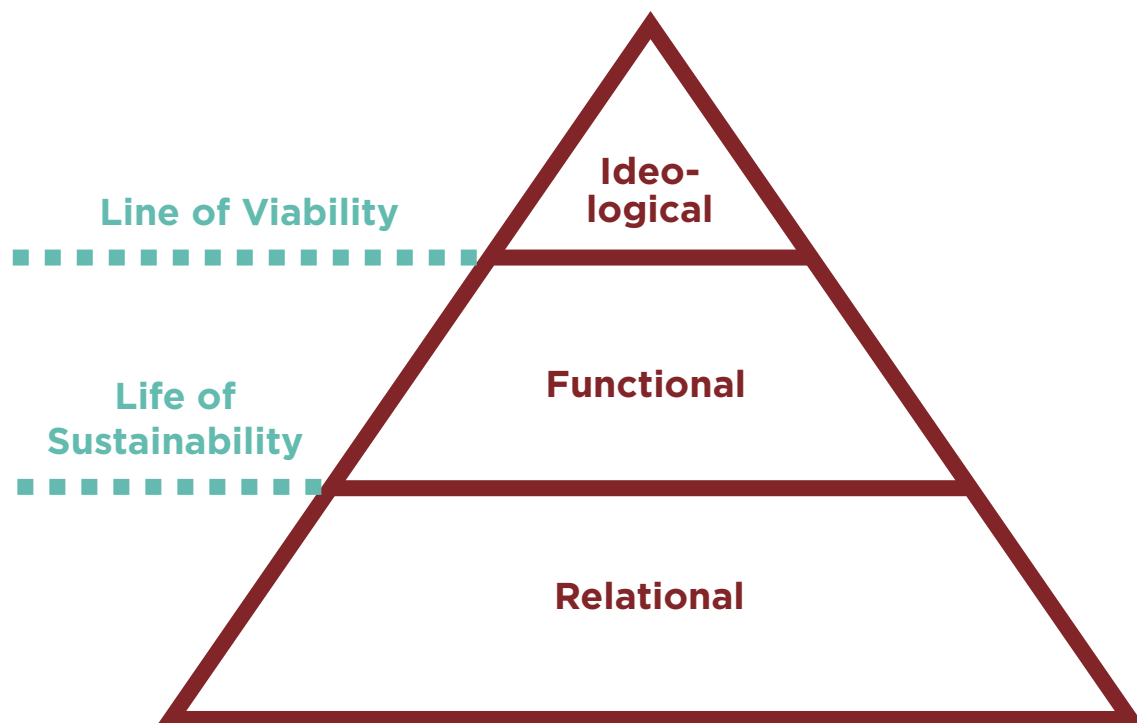 Ideo-
logical
Line of Viability
Functional
Life of
Sustainability
Relational